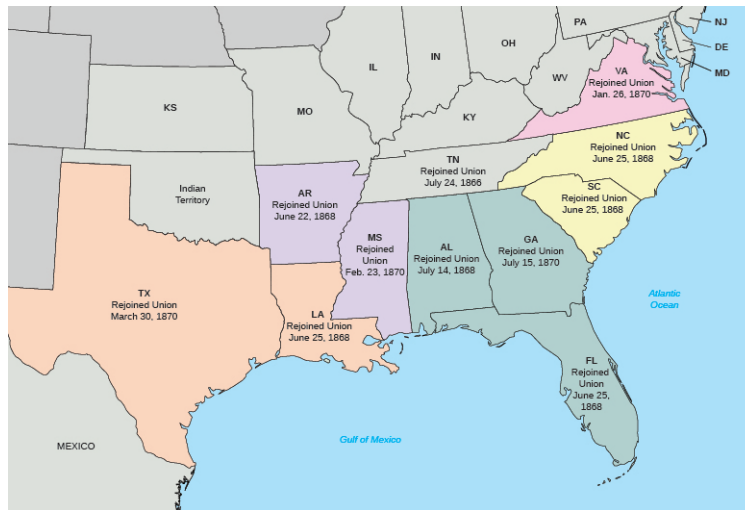 PA
NJ
OH
IN
IL
DE
MD
WV
VA
Rejoined Union
Jan. 26, 1870
KS
MO
KY
NC
Rejoined Union
June 25, 1868
TN
Rejoined Union
July 24, 1866
Indian
Territory
AR
Rejoined Union
June 22, 1868
SC
Rejoined Union
June 25, 1868
MS
Rejoined
Union
Feb. 23, 1870
AL
Rejoined Union
July 14, 1868
GA
Rejoined Union
July 15, 1870
TX
Rejoined Union
March 30, 1870
LA
Rejoined Union
June 25, 1868
Atlantic
Ocean
FL
Rejoined
Union
June 25,
1868
MEXICO
Gulf of Mexico